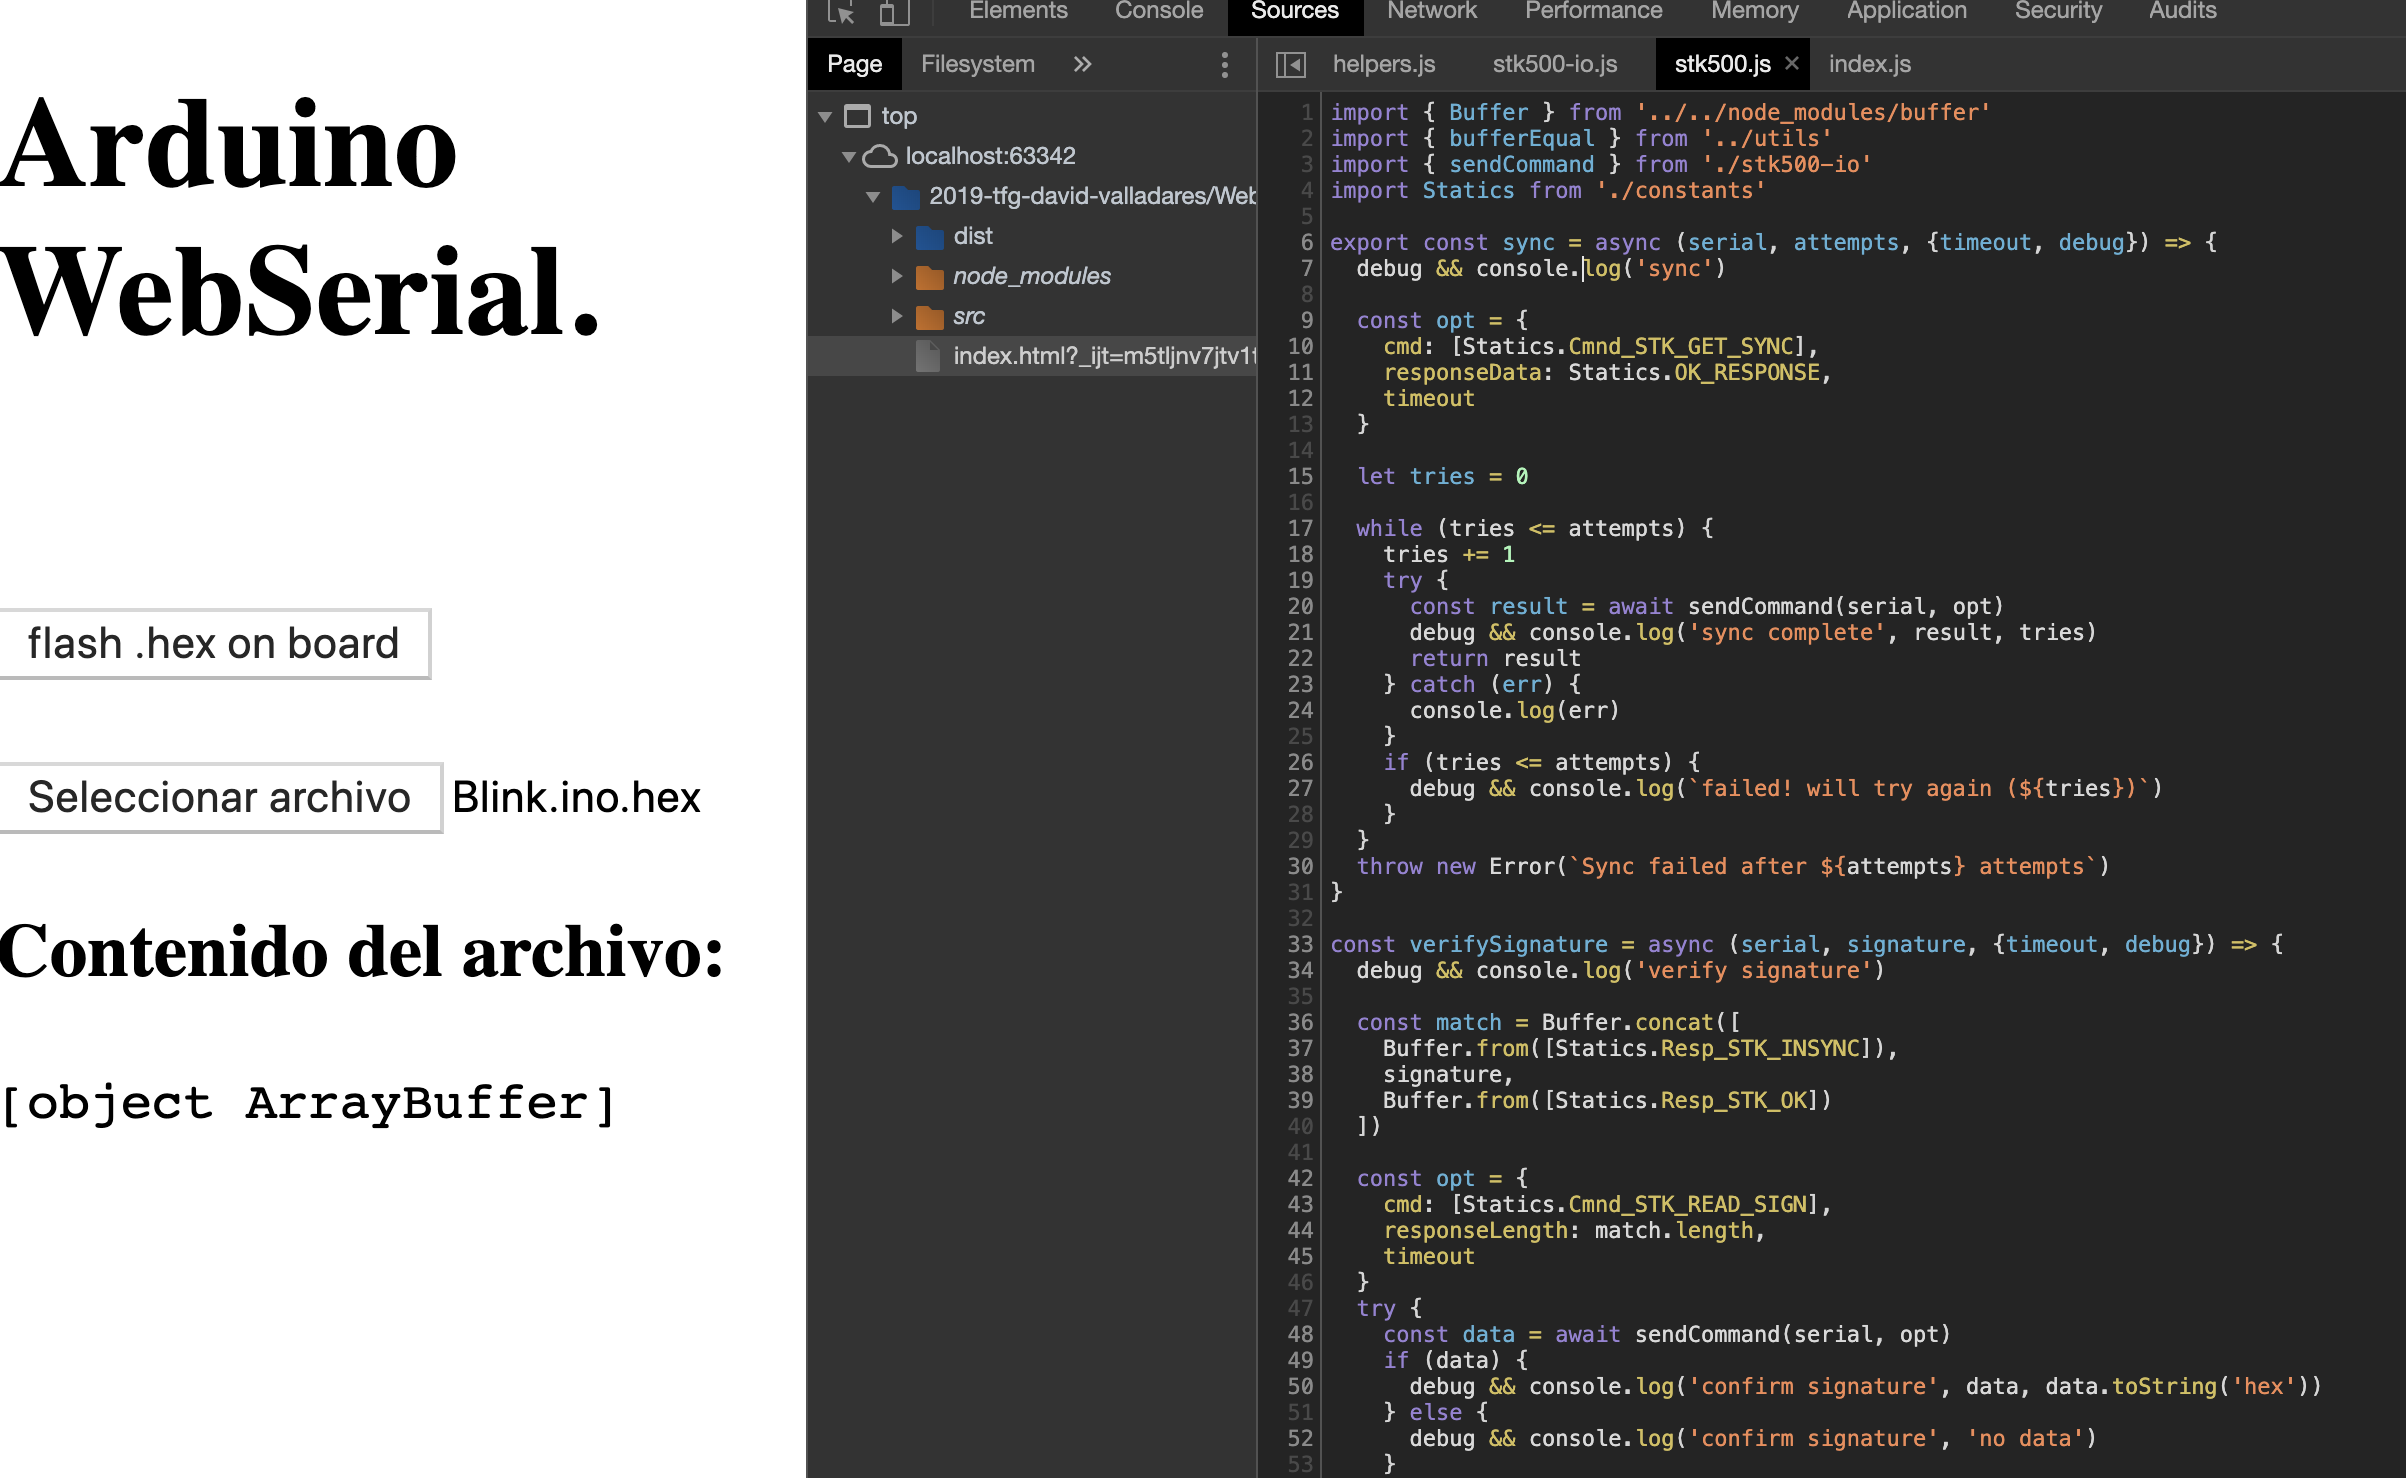 Arduino
WebSerial.
flash .hex on board
Seleccionar archivo Blink.ino.hex
Contenido del archivo:
[object ArrayBuffer]
Elements Console Sources Network Performance Memory Application Security Audits
Page Filesystem »
helpers.js stk500-io.js stk500.js × index.js
top
localhost:63342
2019-tfg-david-valladares/Web
dist
node_modules
src
index.html?_ijt=m5tljnv7jtv1t
1 import { Buffer } from '../../node_modules/buffer'
2 import { bufferEqual } from '../utils'
3 import { sendCommand } from './stk500-io'
4 import Statics from './constants'
5
6 export const sync = async (serial, attempts, {timeout, debug}) => {
7 debug && console.log('sync')
8
9 const opt = {
10 cmd: [Statics.Cmnd_STK_GET_SYNC],
11 responseData: Statics.OK_RESPONSE,
12 timeout
13 }
14
15 let tries = 0
16
17 while (tries <= attempts) {
18 tries += 1
19 try {
20 const result = await sendCommand(serial, opt)
21 debug && console.log('sync complete', result, tries)
22 return result
23 } catch (err) {
24 console.log(err)
25 }
26 if (tries <= attempts) {
27 debug && console.log(`failed! will try again (${tries})`)
28 }
29 }
30 throw new Error(`Sync failed after ${attempts} attempts`)
31 }
32
33 const verifySignature = async (serial, signature, {timeout, debug}) => {
34 debug && console.log('verify signature')
35
36 const match = Buffer.concat([
37 Buffer.from([Statics.Resp_STK_INSYNC]),
38 signature,
39 Buffer.from([Statics.Resp_STK_OK])
40 ])
41
42 const opt = {
43 cmd: [Statics.Cmnd_STK_READ_SIGN],
44 responseLength: match.length,
45 timeout
46 }
47 try {
48 const data = await sendCommand(serial, opt)
49 if (data) {
50 debug && console.log('confirm signature', data, data.toString('hex'))
51 } else {
52 debug && console.log('confirm signature', 'no data')
53 }